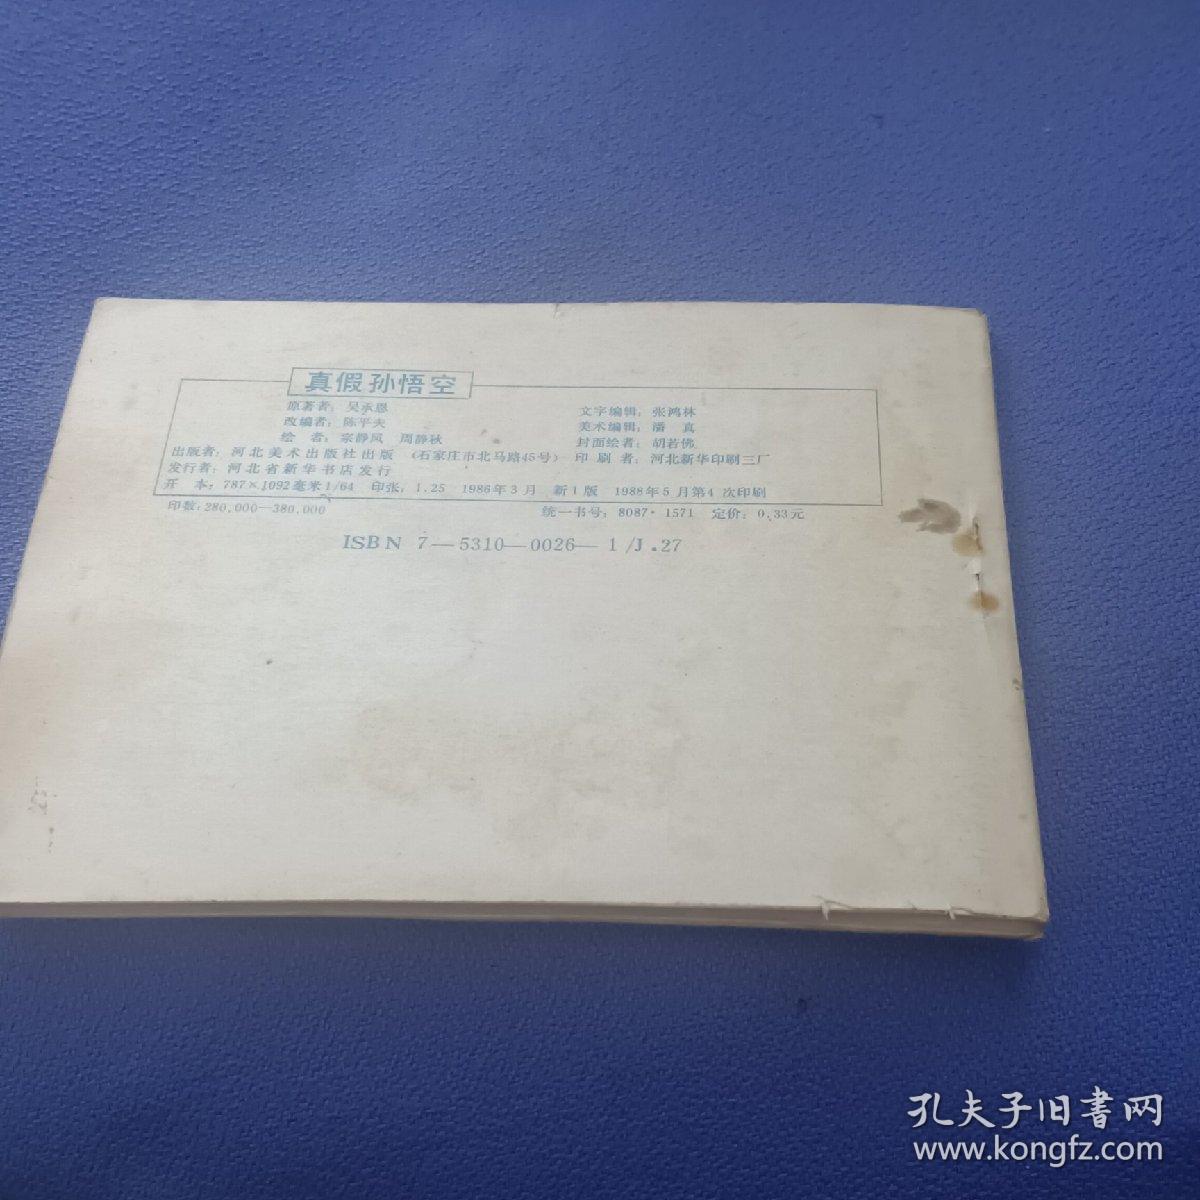 真假孙悟空
原著者：吴承恩
改编者：陈平夫
绘 者：宗静风 周静秋
文字编辑：张鸿林
美术编辑：潘 真
封面绘者：胡若佛
出版者：河北美术出版社出版 （石家庄市北马路45号） 印刷者：河北新华印刷三厂
发行者：河北省新华书店发行
开 本：787×1092毫米1/64 印张：1.25 1986年3月 新1版 1988年5月第4次印刷
印数：280,000—380,000 统一书号：8087·1571 定价：0.33元
ISBN 7—5310—0026—1/J.27
孔夫子旧书网
www.kongfz.com